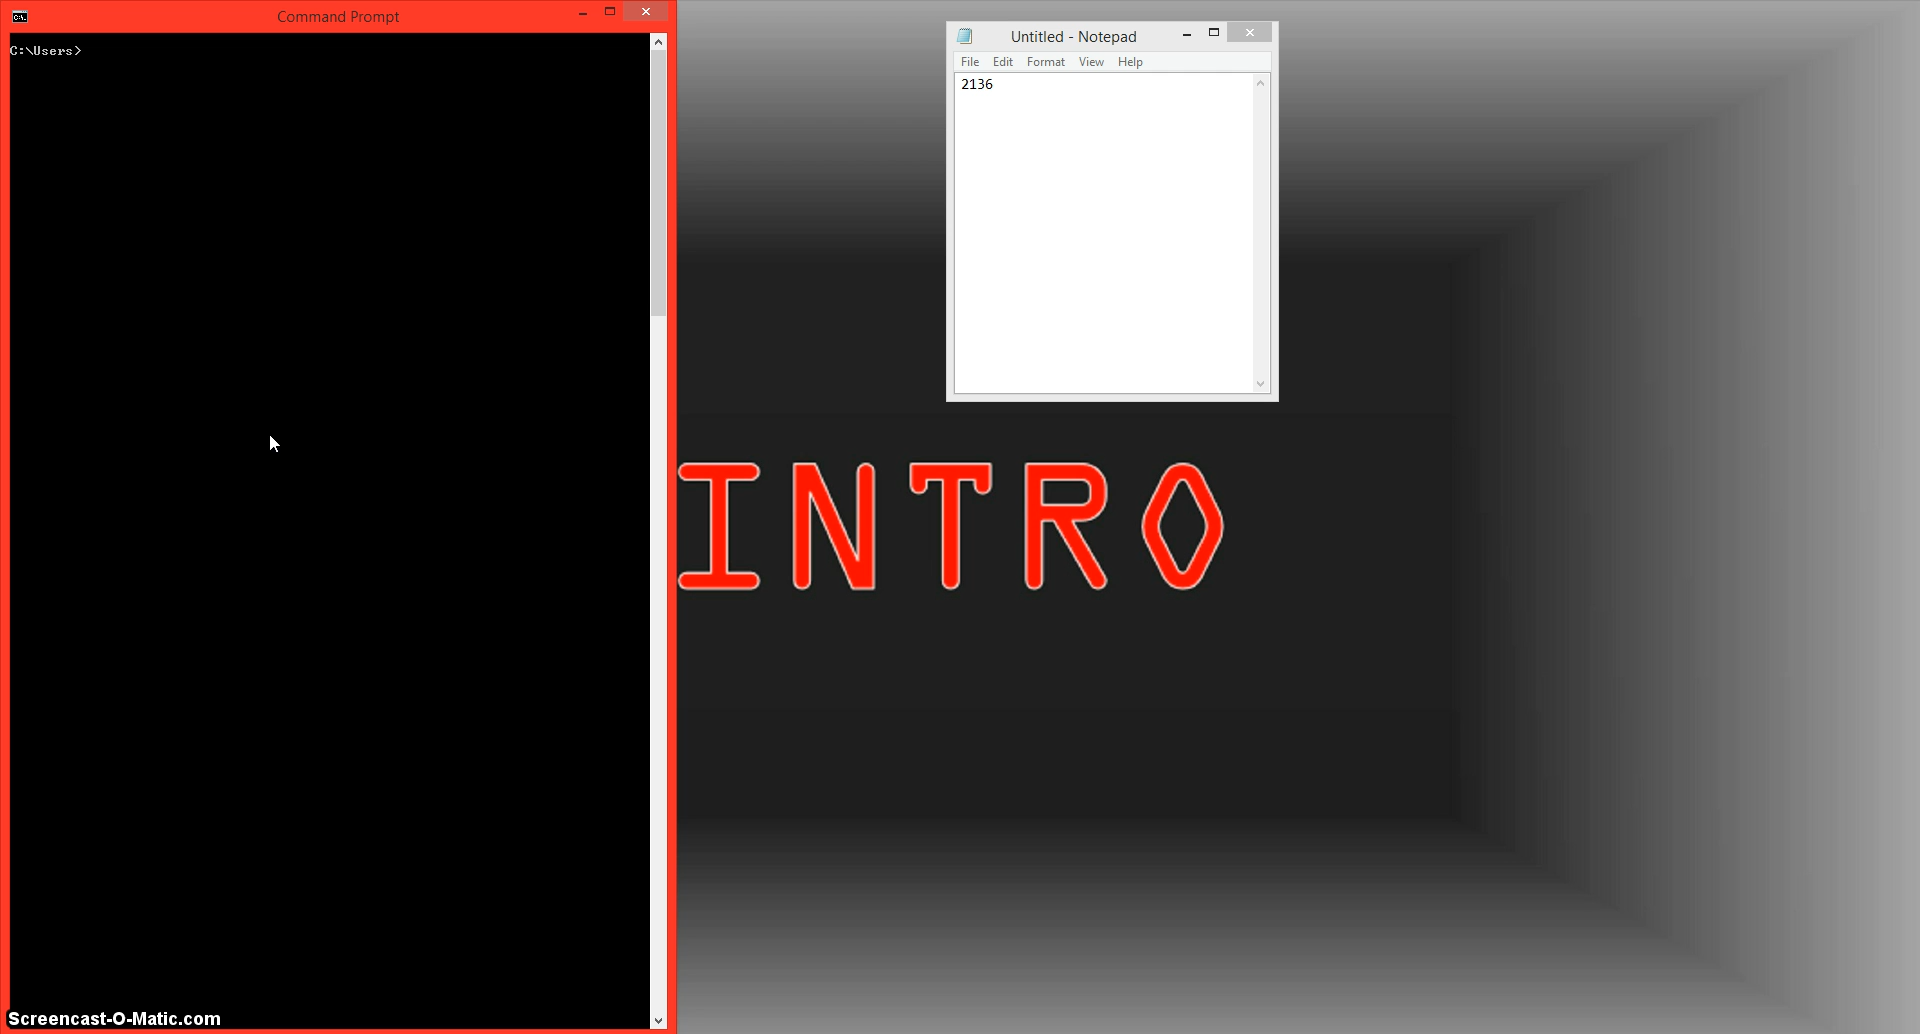 Command Prompt
C:\Users>
Untitled - Notepad
File Edit Format View Help
2136
INTRO
Screencast-O-Matic.com